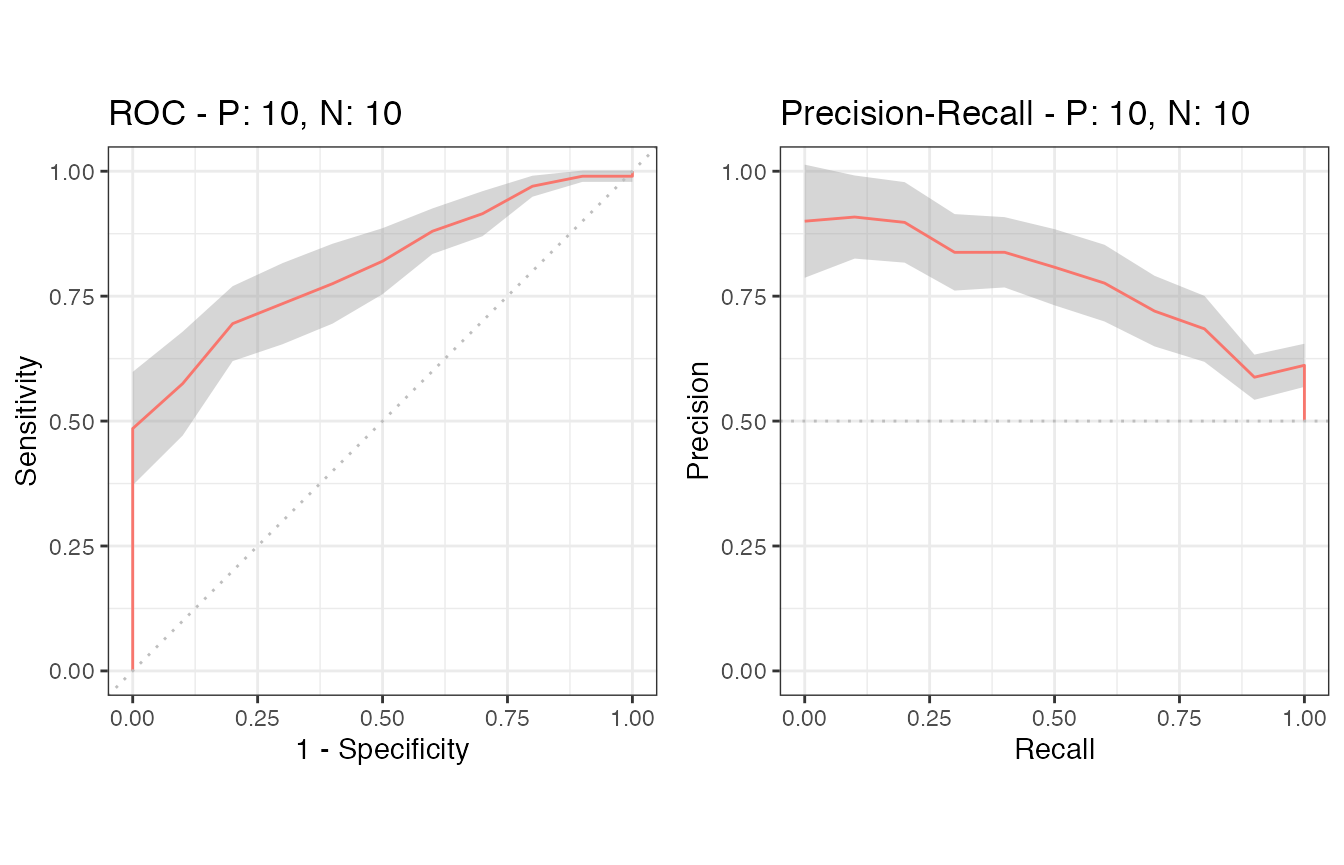 ROC - P: 10, N: 10
1.00
0.75
0.50
0.25
0.00
Sensitivity
0.00 0.25 0.50 0.75 1.00
1 - Specificity
Precision-Recall - P: 10, N: 10
1.00
0.75
0.50
0.25
0.00
Precision
0.00 0.25 0.50 0.75 1.00
Recall